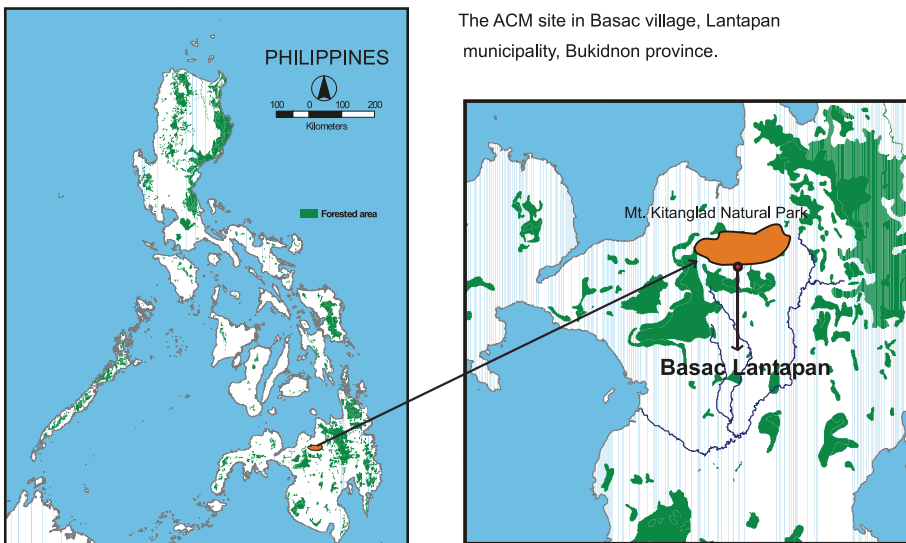 The ACM site in Basac village, Lantapan
municipality, Bukidnon province.
PHILIPPINES
100 0 100 200
Kilometers
Forested area
Mt. Kitanglad Natural Park
Basac Lantapan